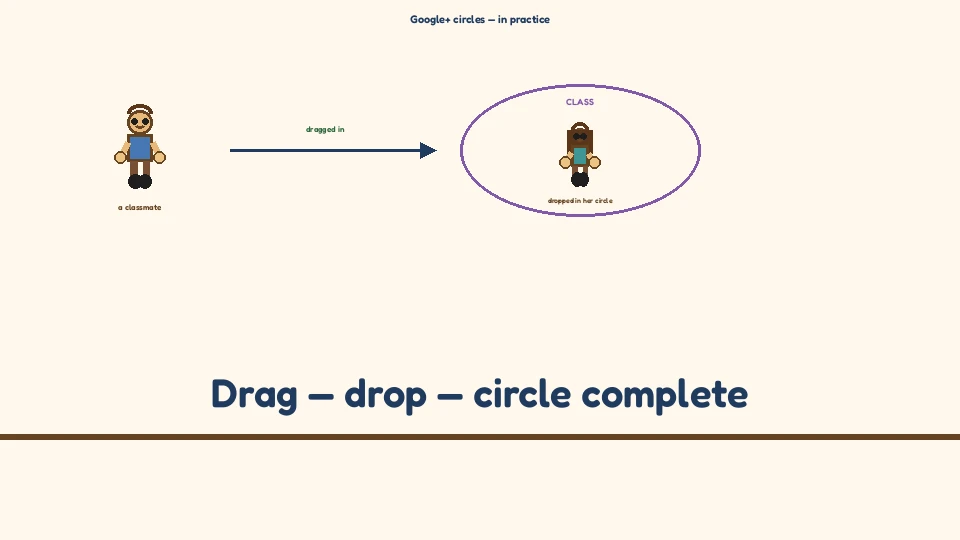 Google+ circles — in practice
CLASS
dragged in
dropped in her circle
a classmate
Drag — drop — circle complete